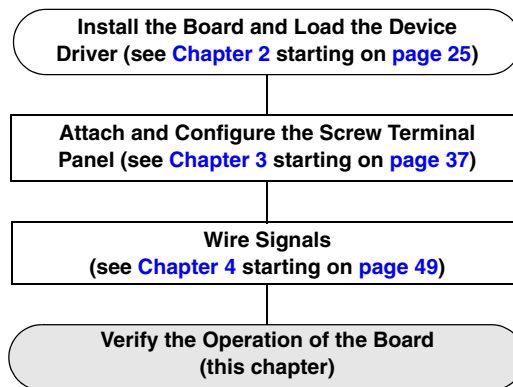 Install the Board and Load the Device
Driver (see Chapter 2 starting on page 25)
Attach and Configure the Screw Terminal
Panel (see Chapter 3 starting on page 37)
Wire Signals
(see Chapter 4 starting on page 49)
Verify the Operation of the Board
(this chapter)